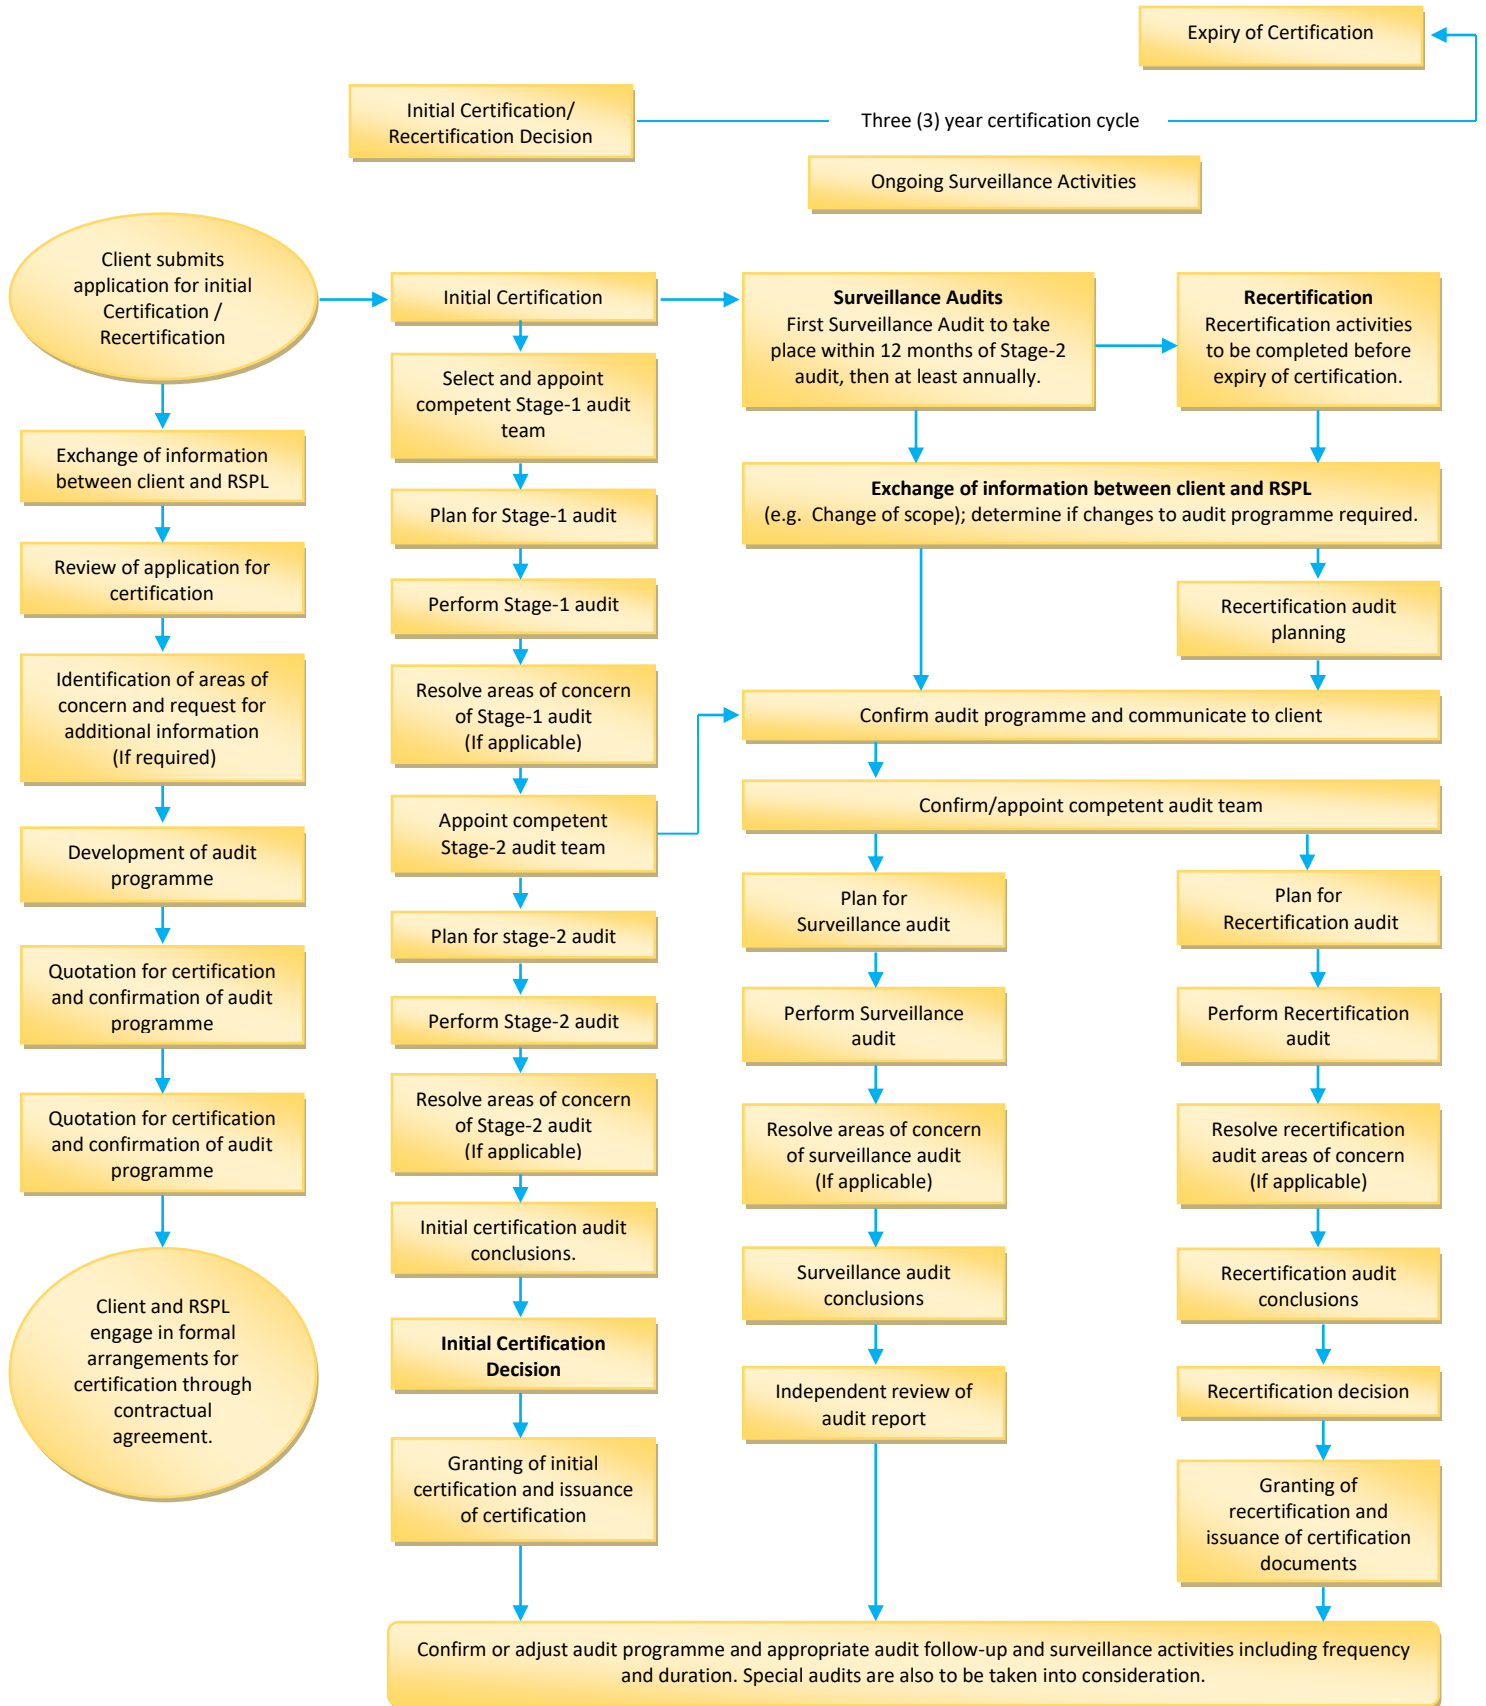 Expiry of Certification
Initial Certification/
Recertification Decision
Three (3) year certification cycle
Ongoing Surveillance Activities
Client submits
application for initial
Certification /
Recertification
Exchange of information
between client and RSPL
Review of application for
certification
Identification of areas of
concern and request for
additional information
(If required)
Development of audit
programme
Quotation for certification
and confirmation of audit
programme
Quotation for certification
and confirmation of audit
programme
Client and RSPL
engage in formal
arrangements for
certification through
contractual
agreement.
Initial Certification
Select and appoint
competent Stage-1 audit
team
Plan for Stage-1 audit
Perform Stage-1 audit
Resolve areas of concern
of Stage-1 audit
(If applicable)
Appoint competent
Stage-2 audit team
Plan for stage-2 audit
Perform Stage-2 audit
Resolve areas of concern
of Stage-2 audit
(If applicable)
Initial certification audit
conclusions.
Initial Certification
Decision
Granting of initial
certification and issuance
of certification
Surveillance Audits
First Surveillance Audit to take
place within 12 months of Stage-2
audit, then at least annually.
Recertification
Recertification activities
to be completed before
expiry of certification.
Exchange of information between client and RSPL
(e.g. Change of scope); determine if changes to audit programme required.
Recertification audit
planning
Confirm audit programme and communicate to client
Confirm/appoint competent audit team
Plan for
Surveillance audit
Perform Surveillance
audit
Resolve areas of concern
of surveillance audit
(If applicable)
Surveillance audit
conclusions
Independent review of
audit report
Plan for
Recertification audit
Perform Recertification
audit
Resolve recertification
audit areas of concern
(If applicable)
Recertification audit
conclusions
Recertification decision
Granting of
recertification and
issuance of certification
documents
Confirm or adjust audit programme and appropriate audit follow-up and surveillance activities including frequency
and duration. Special audits are also to be taken into consideration.